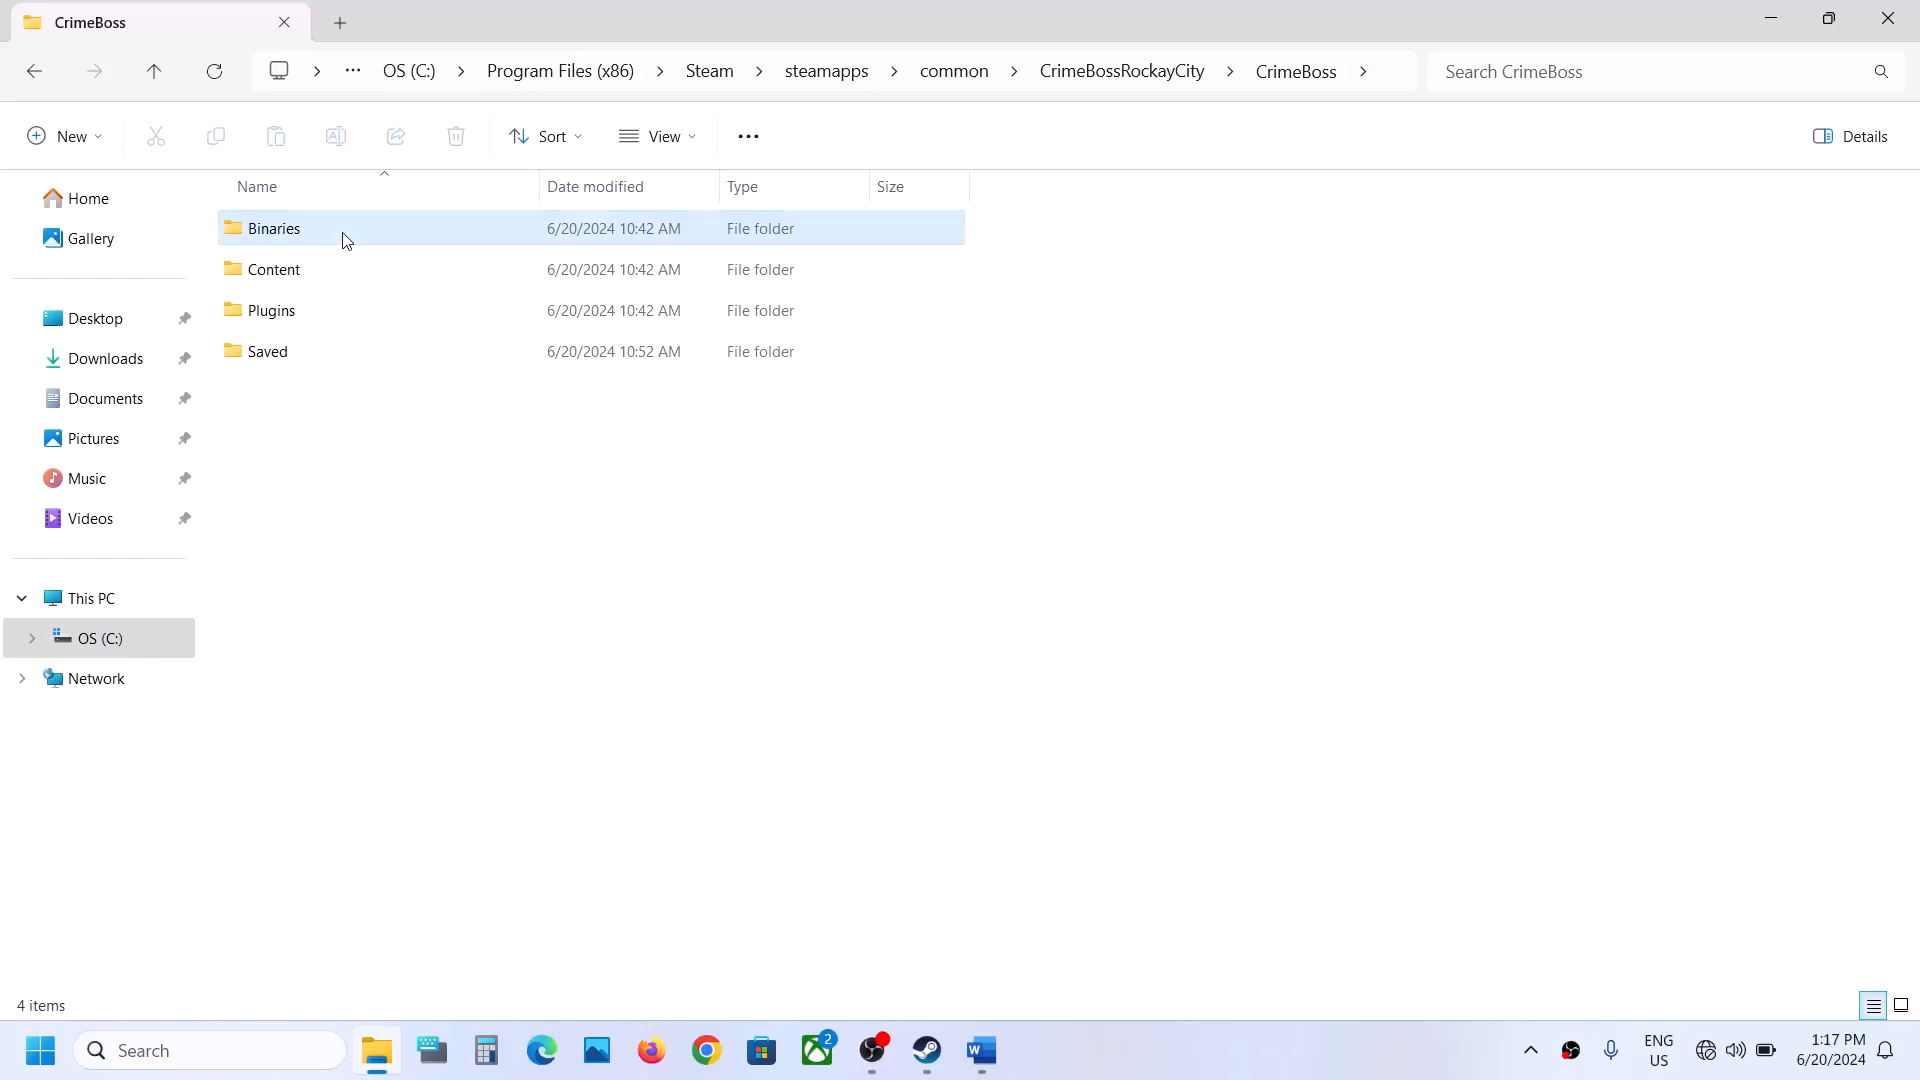 CrimeBoss
OS (C:) Program Files (x86) Steam steamapps common CrimeBossRockayCity CrimeBoss
Search CrimeBoss
New Sort View Details
Name Date modified Type Size
Home
Gallery
Desktop
Downloads
Documents
Pictures
Music
Videos
This PC
OS (C:)
Network
Binaries 6/20/2024 10:42 AM File folder
Content 6/20/2024 10:42 AM File folder
Plugins 6/20/2024 10:42 AM File folder
Saved 6/20/2024 10:52 AM File folder
4 items
Search
2
W
ENG
US
1:17 PM
6/20/2024